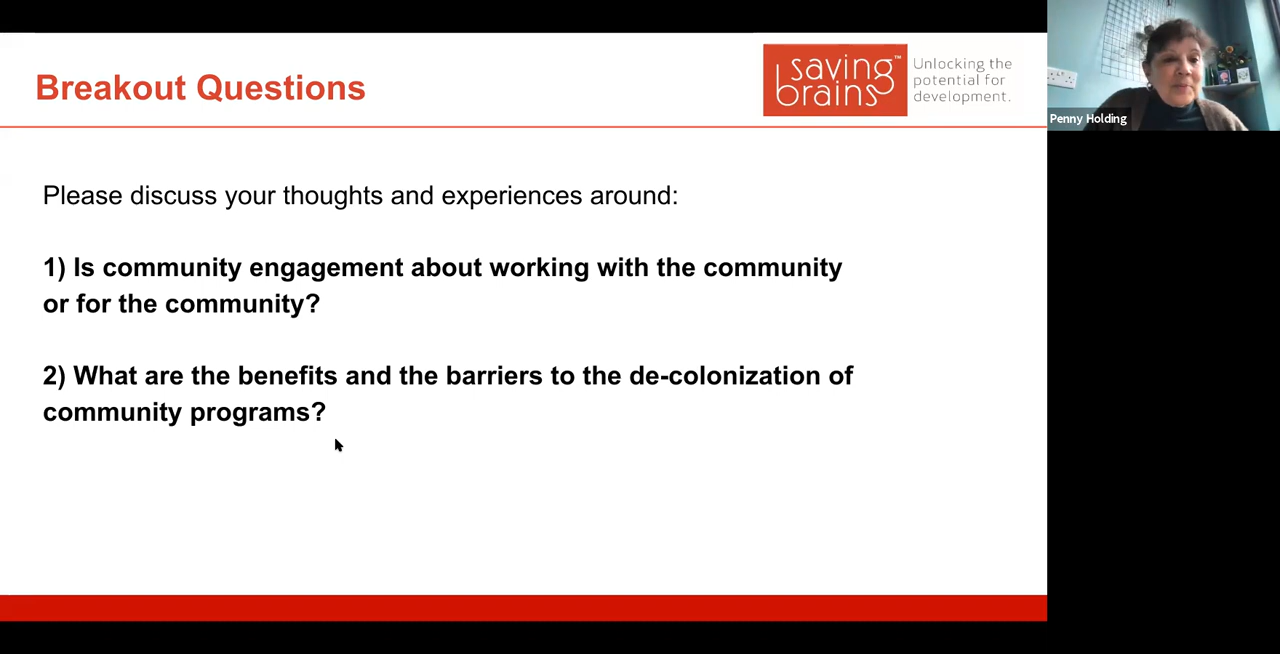 Breakout Questions
saving
brains
™
Unlocking the
potential for
development.
Penny Holding
Please discuss your thoughts and experiences around:
1) Is community engagement about working with the community
or for the community?
2) What are the benefits and the barriers to the de-colonization of
community programs?